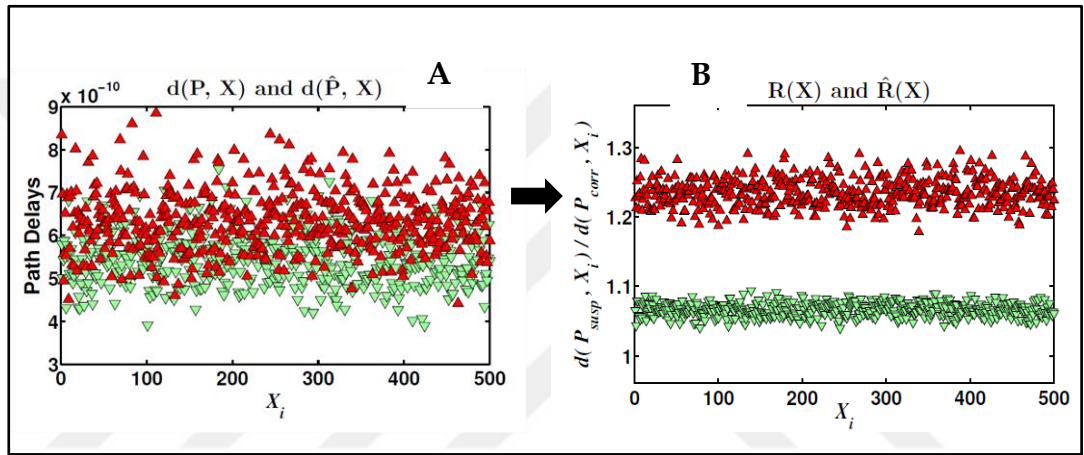 A
d(P, X) and d(P̂, X)
9 x 10⁻¹⁰
8
7
6
5
4
3
Path Delays
0 100 200 300 400 500
X_i
B
R(X) and R̂(X)
d( P_susp , X_i ) / d( P_corr , X_i )
1.3
1.2
1.1
1
0 100 200 300 400 500
X_i